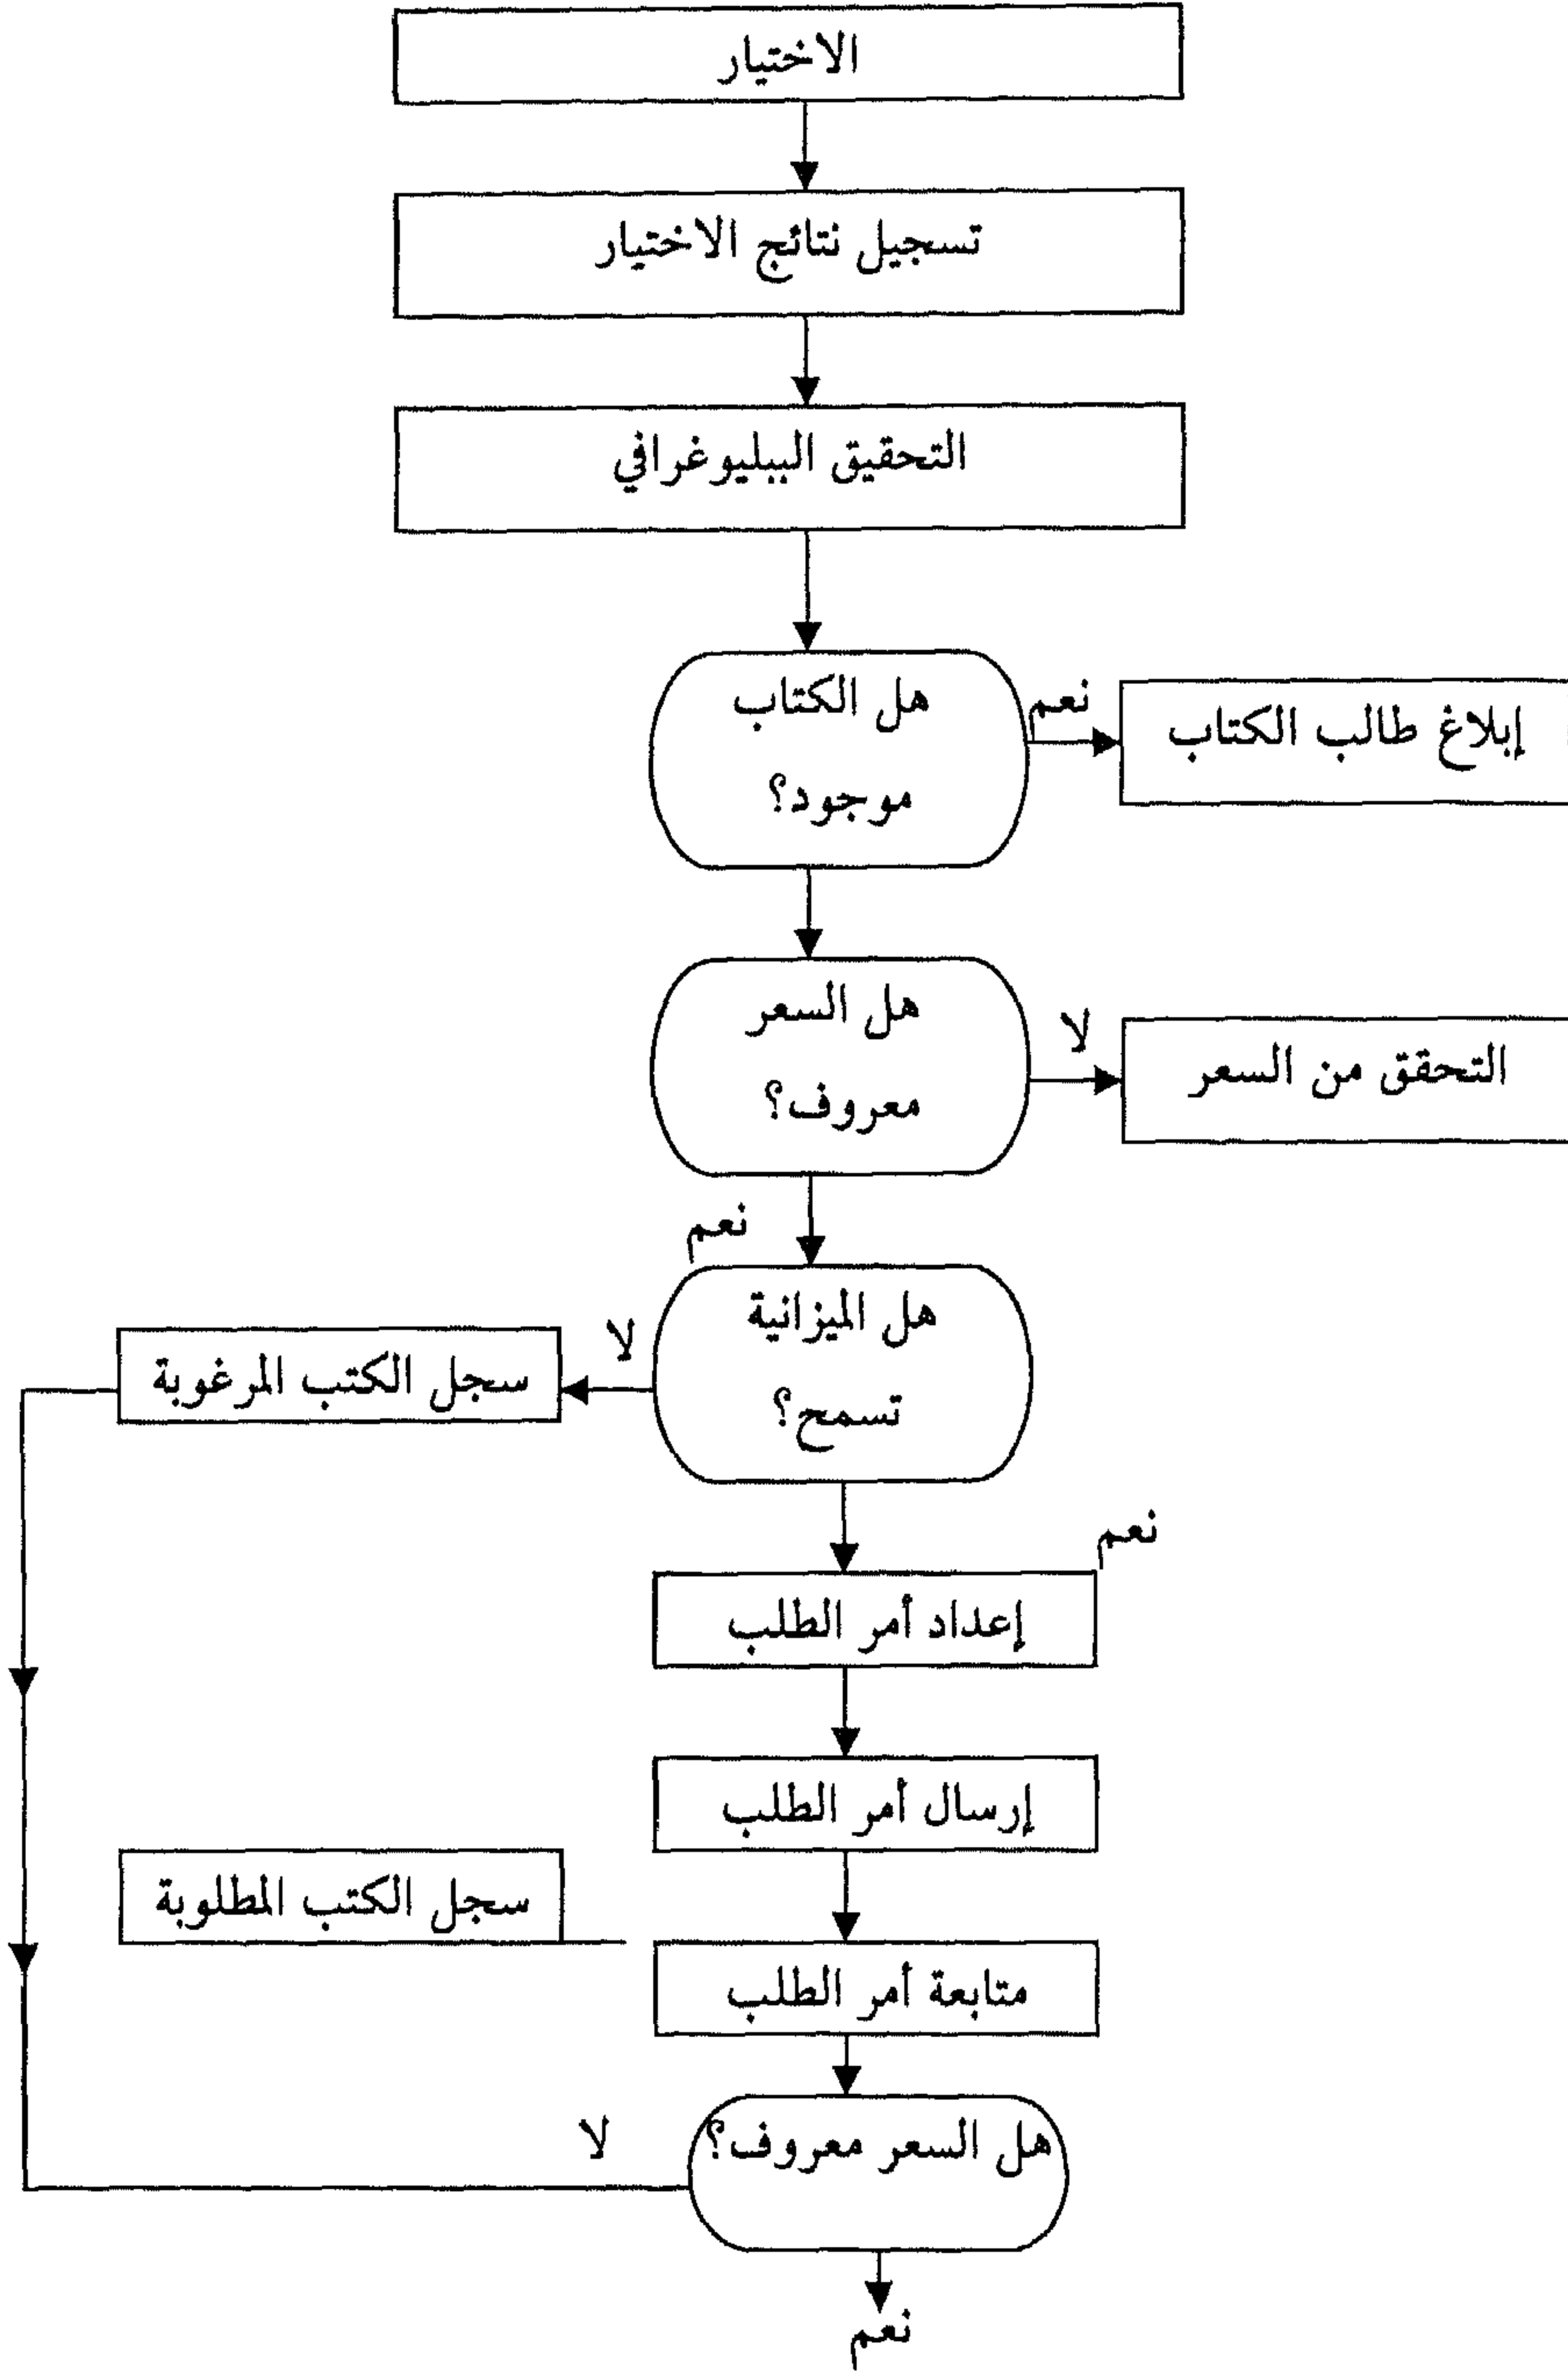 الاختيار
تسجيل نتائج الاختيار
التحقيق الببليوغرافي
هل الكتاب
موجود؟
نعم
إبلاغ طالب الكتاب
هل السعر
معروف؟
لا
التحقق من السعر
نعم
هل الميزانية
تسمح؟
لا
سجل الكتب المرغوبة
نعم
إعداد أمر الطلب
إرسال أمر الطلب
سجل الكتب المطلوبة
متابعة أمر الطلب
هل السعر معروف؟
لا
نعم